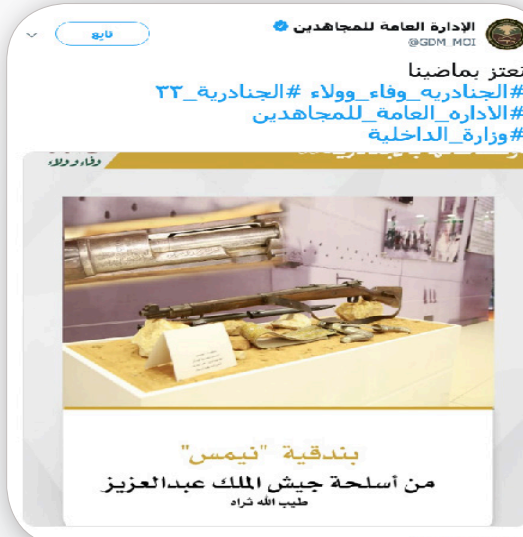 الإدارة العامة للمجاهدين
@GDM_MOI
تابع
تعتز بماضينا
#الجنادريه_وفاء_وولاء #الجنادرية_٣٣
#الاداره_العامة_للمجاهدين
#وزارة_الداخلية
وفاء وولاء
بندقية "نيمس"
من أسلحة جيش الملك عبدالعزيز
طيب الله ثراه